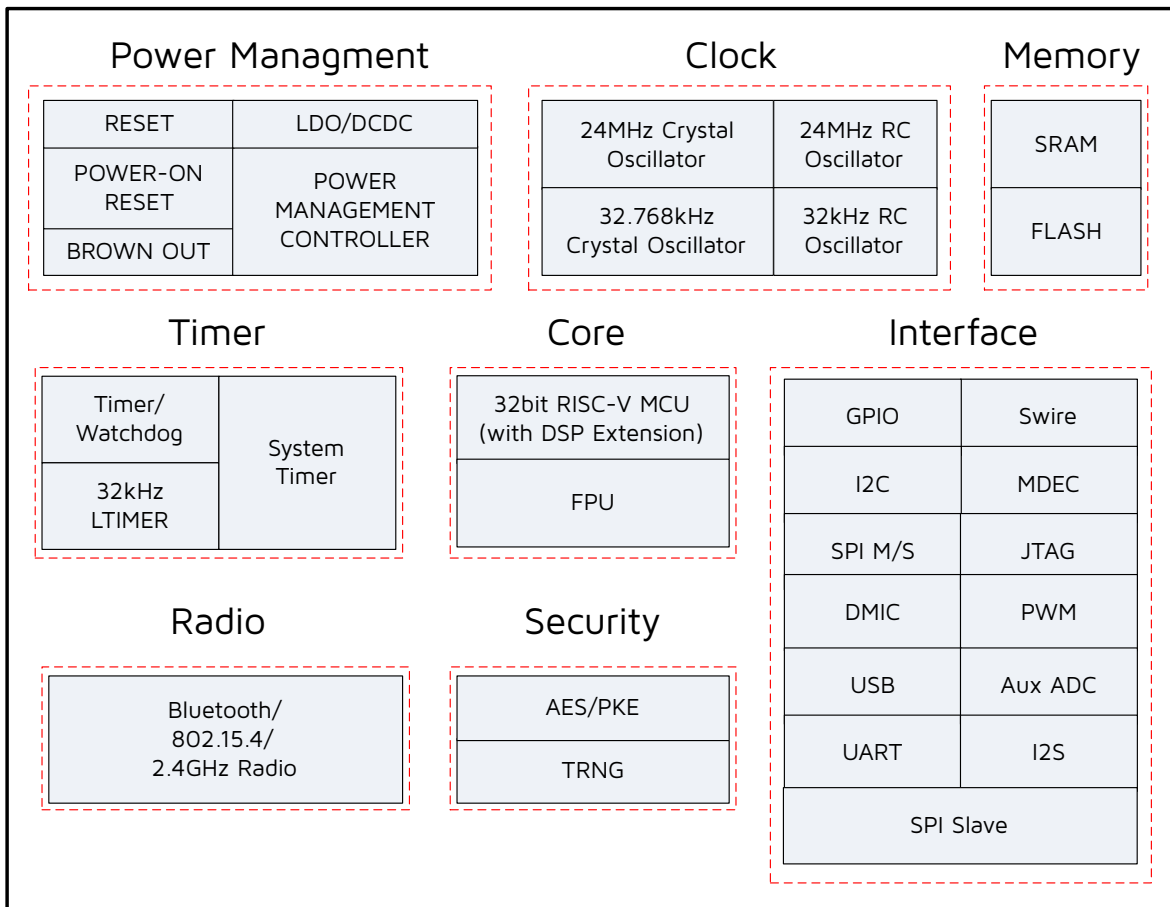 Power Managment
RESET
LDO/DCDC
POWER-ON
RESET
POWER
MANAGEMENT
CONTROLLER
BROWN OUT
Clock
24MHz Crystal
Oscillator
24MHz RC
Oscillator
32.768kHz
Crystal Oscillator
32kHz RC
Oscillator
Memory
SRAM
FLASH
Timer
Timer/
Watchdog
32kHz
LTIMER
System
Timer
Core
32bit RISC-V MCU
(with DSP Extension)
FPU
Interface
GPIO
Swire
I2C
MDEC
SPI M/S
JTAG
DMIC
PWM
USB
Aux ADC
UART
I2S
SPI Slave
Radio
Bluetooth/
802.15.4/
2.4GHz Radio
Security
AES/PKE
TRNG